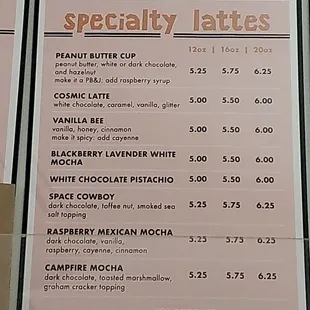 specialty lattes
12oz | 16oz | 20oz
PEANUT BUTTER CUP
peanut butter, white or dark chocolate,
and hazelnut 5.25 5.75 6.25
make it a PB&J; add raspberry syrup
COSMIC LATTE 5.00 5.50 6.00
white chocolate, caramel, vanilla, glitter
VANILLA BEE
vanilla, honey, cinnamon 5.00 5.50 6.00
make it spicy: add cayenne
BLACKBERRY LAVENDER WHITE
MOCHA 5.00 5.50 6.00
WHITE CHOCOLATE PISTACHIO 5.00 5.50 6.00
SPACE COWBOY
dark chocolate, toffee nut, smoked sea 5.25 5.75 6.25
salt topping
RASPBERRY MEXICAN MOCHA
dark chocolate, vanilla, 5.25 5.75 6.25
raspberry, cayenne, cinnamon
CAMPFIRE MOCHA
dark chocolate, toasted marshmallow, 5.25 5.75 6.25
graham cracker topping